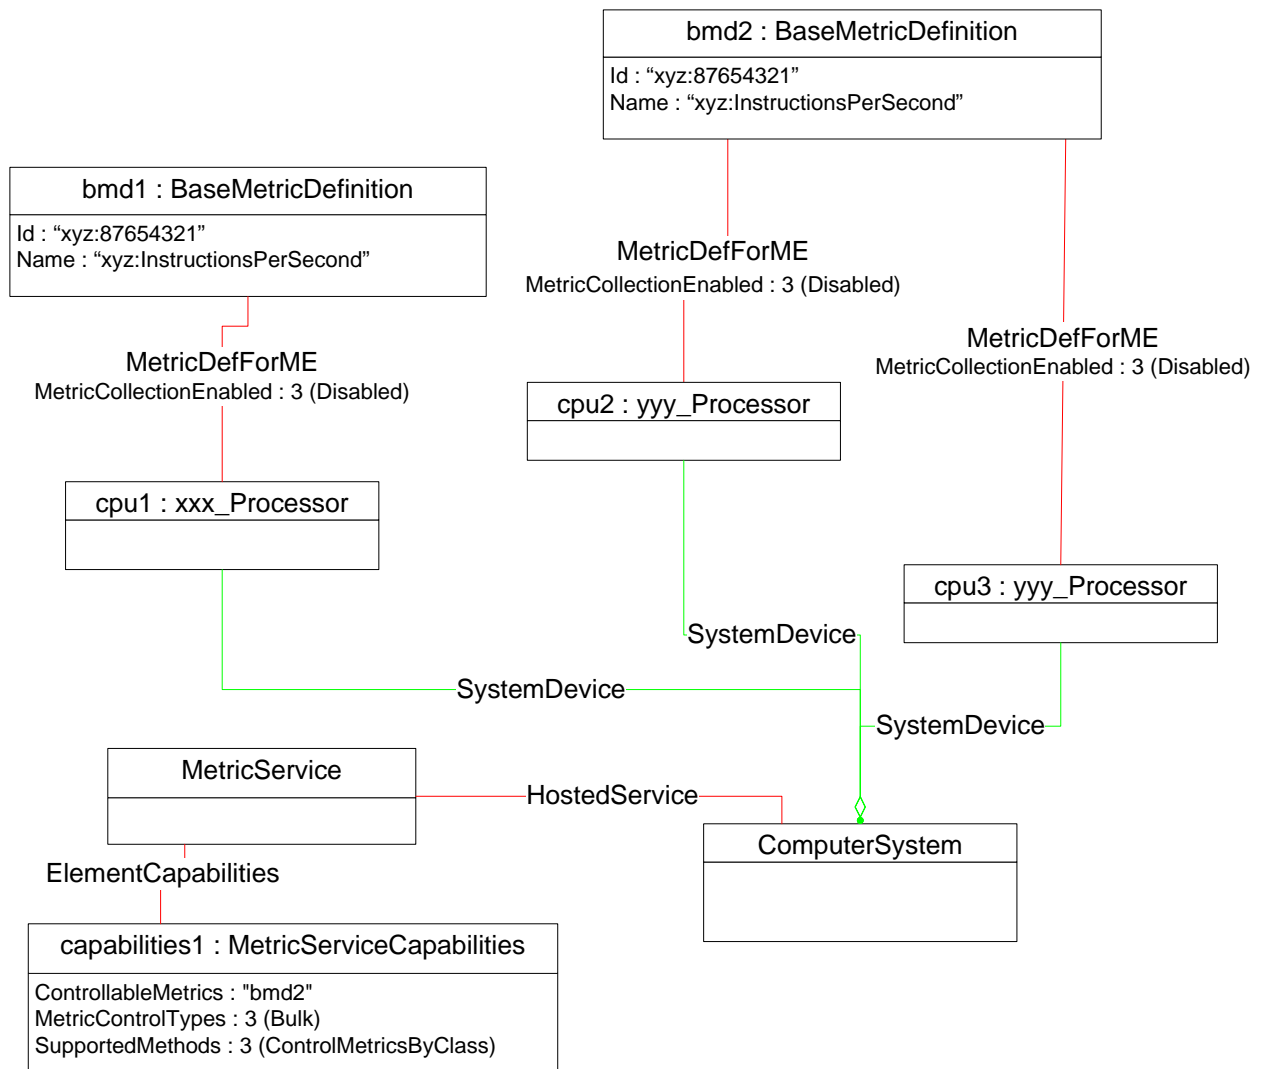 bmd2 : BaseMetricDefinition
Id : “xyz:87654321”
Name : “xyz:InstructionsPerSecond”
bmd1 : BaseMetricDefinition
Id : “xyz:87654321”
Name : “xyz:InstructionsPerSecond”
MetricDefForME
MetricCollectionEnabled : 3 (Disabled)
MetricDefForME
MetricCollectionEnabled : 3 (Disabled)
MetricDefForME
MetricCollectionEnabled : 3 (Disabled)
cpu2 : yyy_Processor
cpu1 : xxx_Processor
cpu3 : yyy_Processor
SystemDevice
SystemDevice
SystemDevice
MetricService
HostedService
ComputerSystem
ElementCapabilities
capabilities1 : MetricServiceCapabilities
ControllableMetrics : "bmd2"
MetricControlTypes : 3 (Bulk)
SupportedMethods : 3 (ControlMetricsByClass)